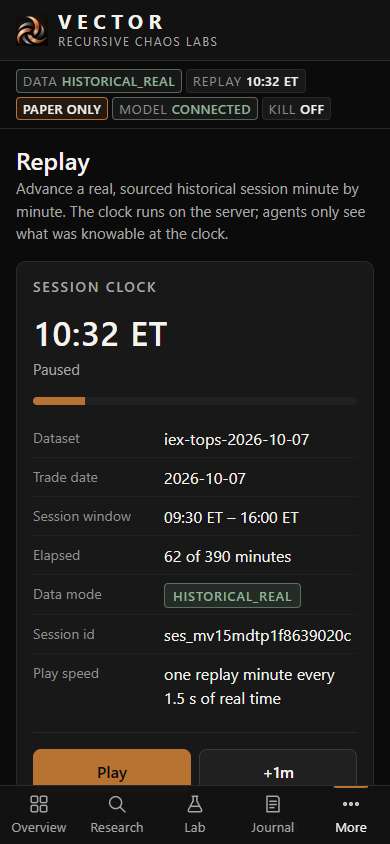 VECTOR
RECURSIVE CHAOS LABS
DATA HISTORICAL_REAL REPLAY 10:32 ET
PAPER ONLY MODEL CONNECTED KILL OFF
Replay
Advance a real, sourced historical session minute by
minute. The clock runs on the server; agents only see
what was knowable at the clock.
SESSION CLOCK
10:32 ET
Paused
Dataset iex-tops-2026-10-07
Trade date 2026-10-07
Session window 09:30 ET – 16:00 ET
Elapsed 62 of 390 minutes
Data mode HISTORICAL_REAL
Session id ses_mv15mdtp1f8639020c
Play speed one replay minute every
1.5 s of real time
Play +1m
Overview Research Lab Journal More